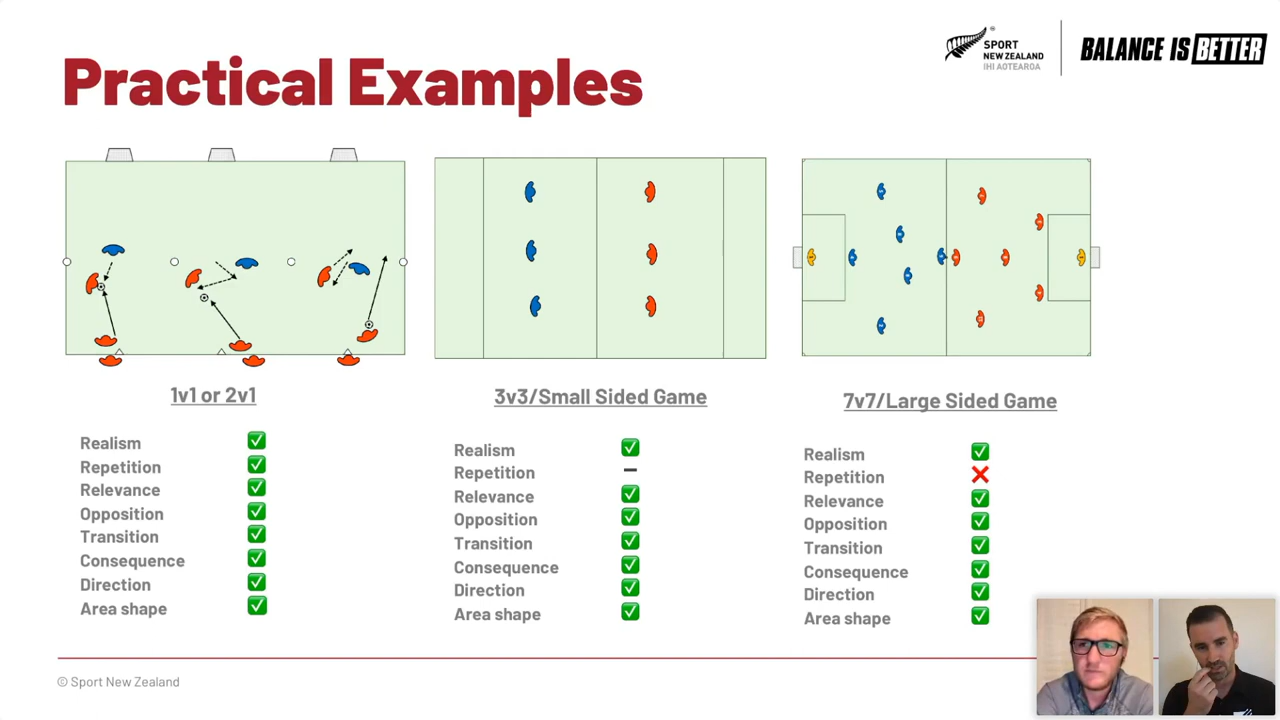 SPORT
NEW ZEALAND
IHI AOTEAROA
BALANCE IS BETTER
Practical Examples
1v1 or 2v1
Realism
Repetition
Relevance
Opposition
Transition
Consequence
Direction
Area shape
3v3/Small Sided Game
Realism
Repetition
Relevance
Opposition
Transition
Consequence
Direction
Area shape
7v7/Large Sided Game
Realism
Repetition
Relevance
Opposition
Transition
Consequence
Direction
Area shape
© Sport New Zealand